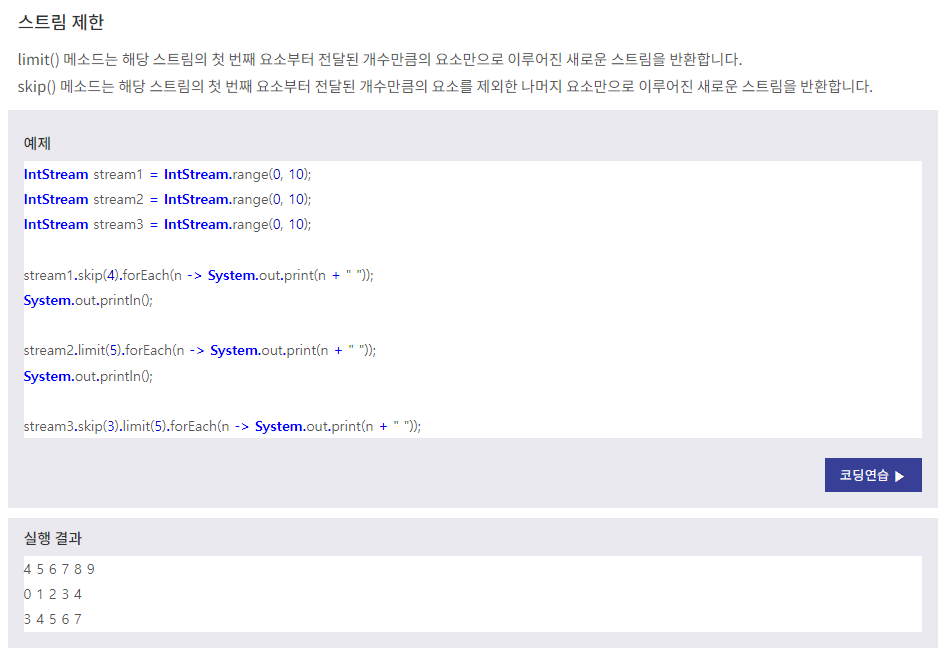 스트림 제한
limit() 메소드는 해당 스트림의 첫 번째 요소부터 전달된 개수만큼의 요소만으로 이루어진 새로운 스트림을 반환합니다.
skip() 메소드는 해당 스트림의 첫 번째 요소부터 전달된 개수만큼의 요소를 제외한 나머지 요소만으로 이루어진 새로운 스트림을 반환합니다.
예제
IntStream stream1 = IntStream.range(0, 10);
IntStream stream2 = IntStream.range(0, 10);
IntStream stream3 = IntStream.range(0, 10);
stream1.skip(4).forEach(n -> System.out.print(n + " "));
System.out.println();
stream2.limit(5).forEach(n -> System.out.print(n + " "));
System.out.println();
stream3.skip(3).limit(5).forEach(n -> System.out.print(n + " "));
코딩연습 ▶
실행 결과
4 5 6 7 8 9
0 1 2 3 4
3 4 5 6 7